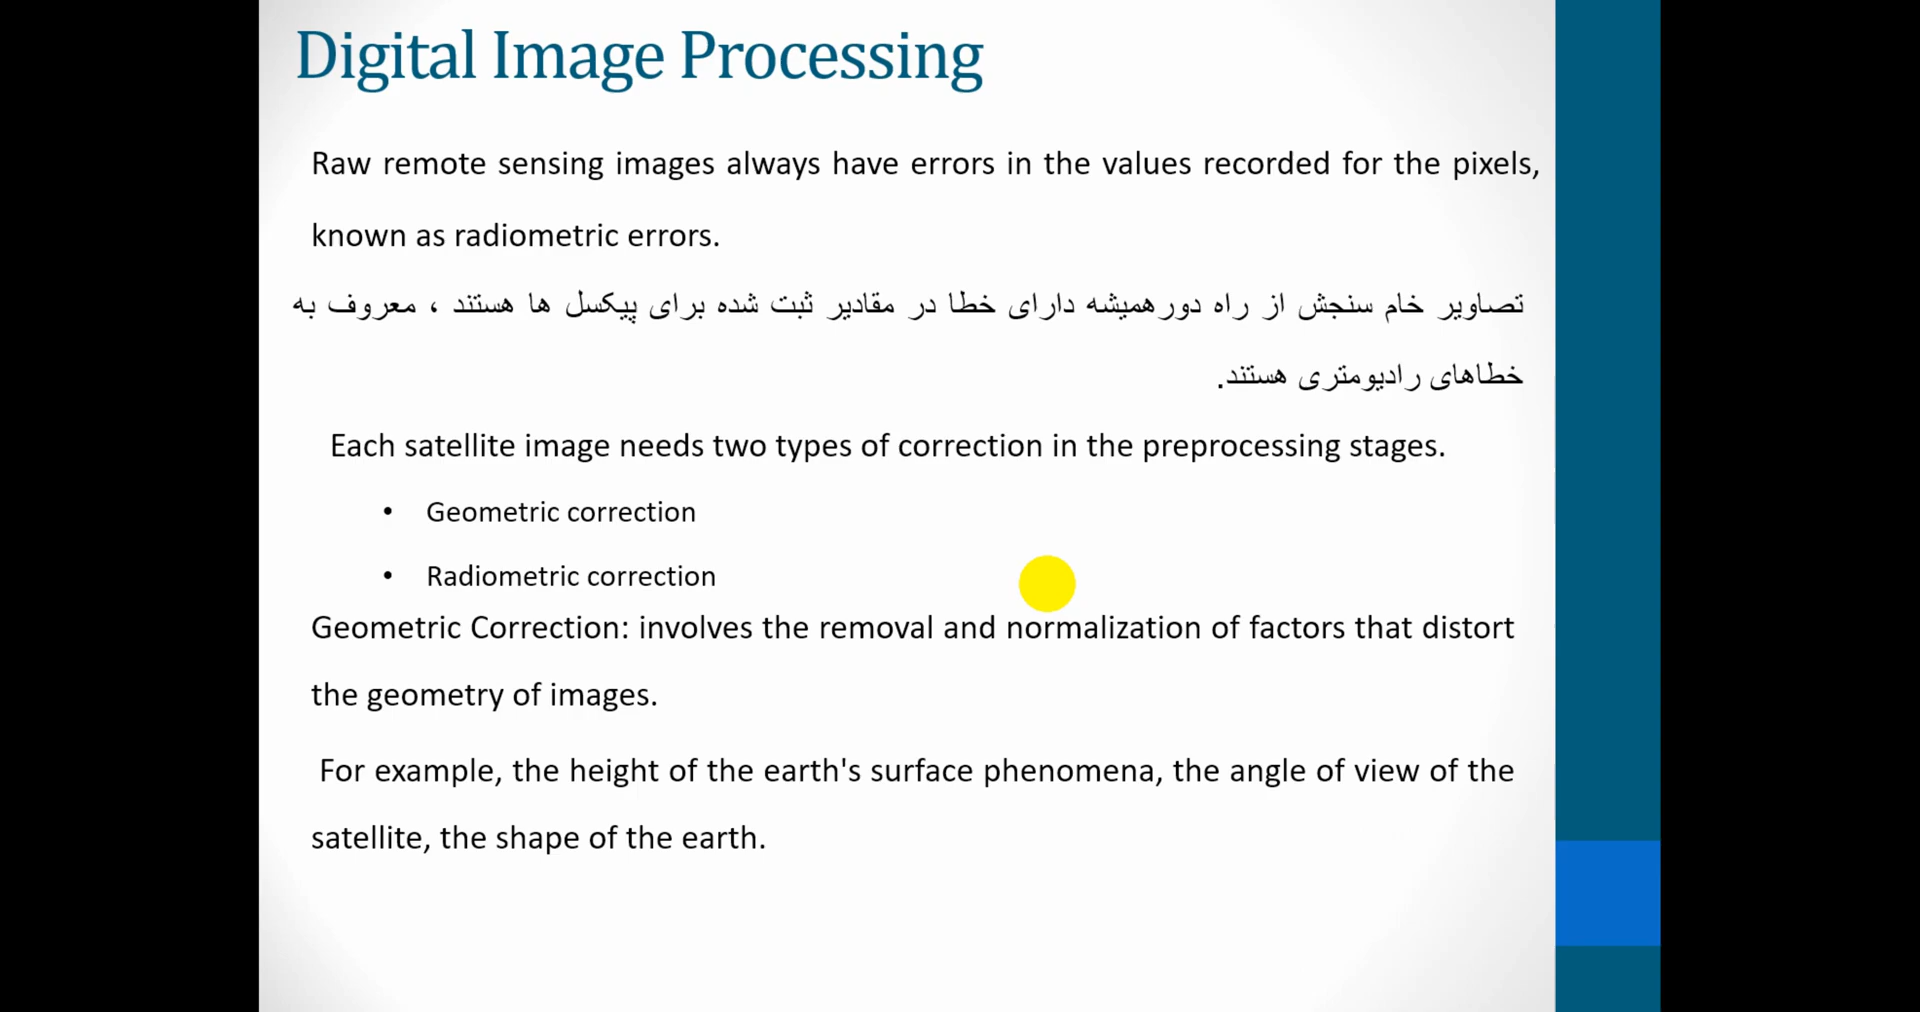 Digital Image Processing
Raw remote sensing images always have errors in the values recorded for the pixels,
known as radiometric errors.
تصاویر خام سنجش از راه دورهمیشه دارای خطا در مقادیر ثبت شده برای پیکسل ها هستند ، معروف به
خطاهای رادیومتری هستند.
Each satellite image needs two types of correction in the preprocessing stages.
• Geometric correction
• Radiometric correction
Geometric Correction: involves the removal and normalization of factors that distort
the geometry of images.
For example, the height of the earth's surface phenomena, the angle of view of the
satellite, the shape of the earth.